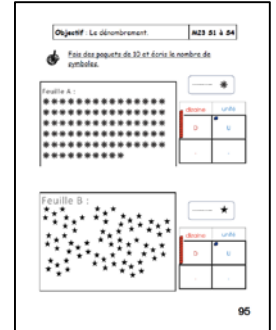 Objectif : Le dénombrement.
M23 S1 à S4
Fais des paquets de 10 et écris le nombre de
symboles.
Feuille A :
dizaine unité
D U
Feuille B :
dizaine unité
D U
95